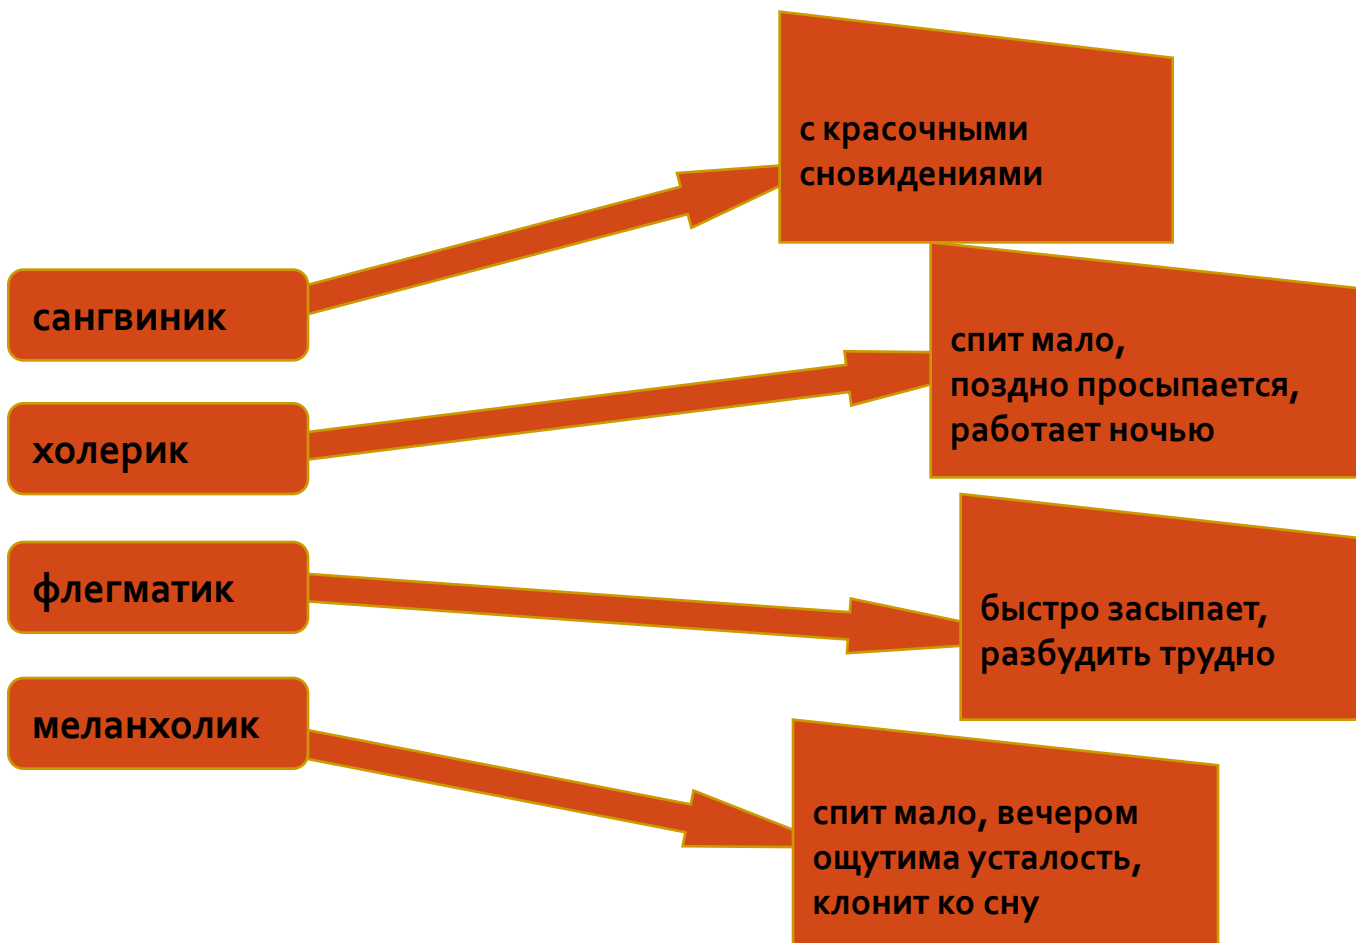 сангвиник
с красочными
сновидениями
холерик
спит мало,
поздно просыпается,
работает ночью
флегматик
быстро засыпает,
разбудить трудно
меланхолик
спит мало, вечером
ощутима усталость,
клонит ко сну